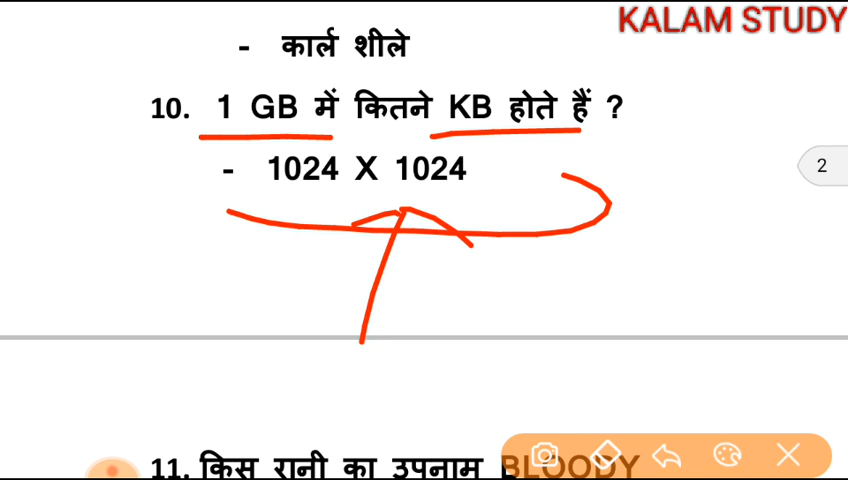 KALAM STUDY
- कार्ल शीले
10. 1 GB में कितने KB होते हैं ?
- 1024 X 1024
2
11. किस रानी का उपनाम BLOODY